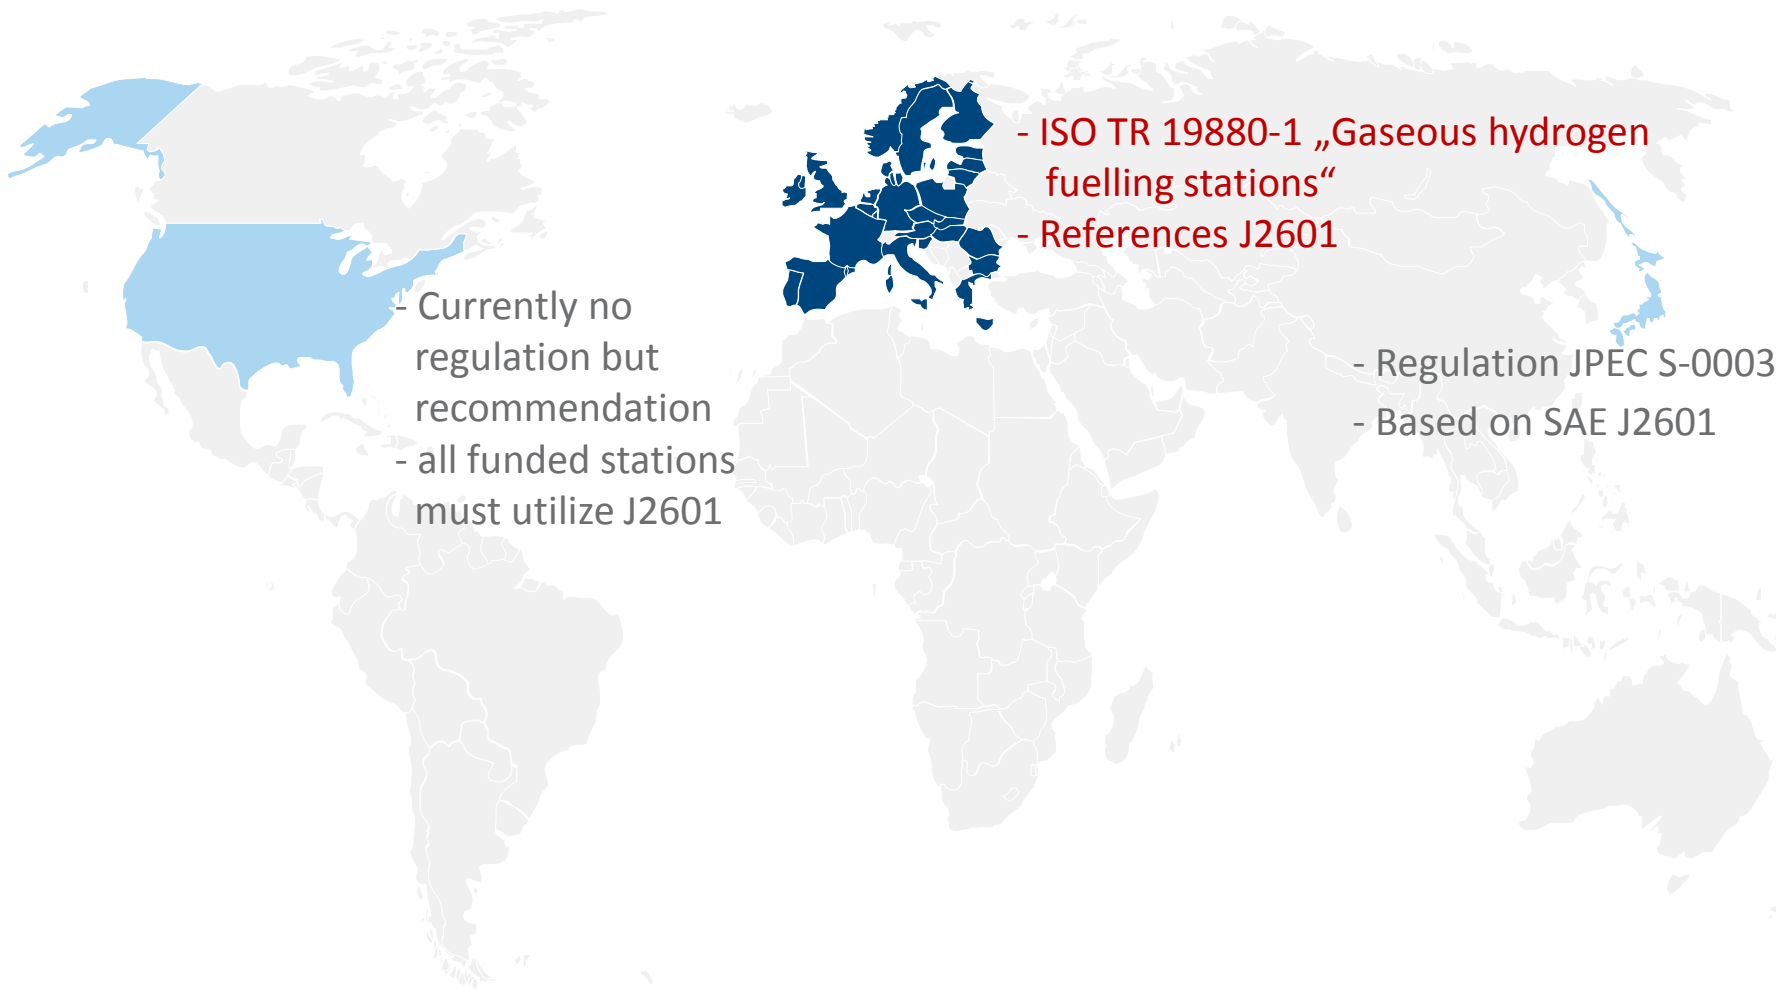 - ISO TR 19880-1 „Gaseous hydrogen
fuelling stations“
- References J2601
- Currently no
regulation but
recommendation
- all funded stations
must utilize J2601
- Regulation JPEC S-0003
- Based on SAE J2601